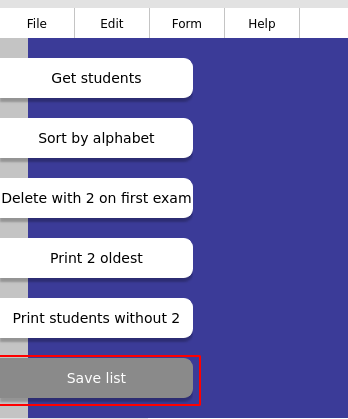 File Edit Form Help
Get students
Sort by alphabet
Delete with 2 on first exam
Print 2 oldest
Print students without 2
Save list